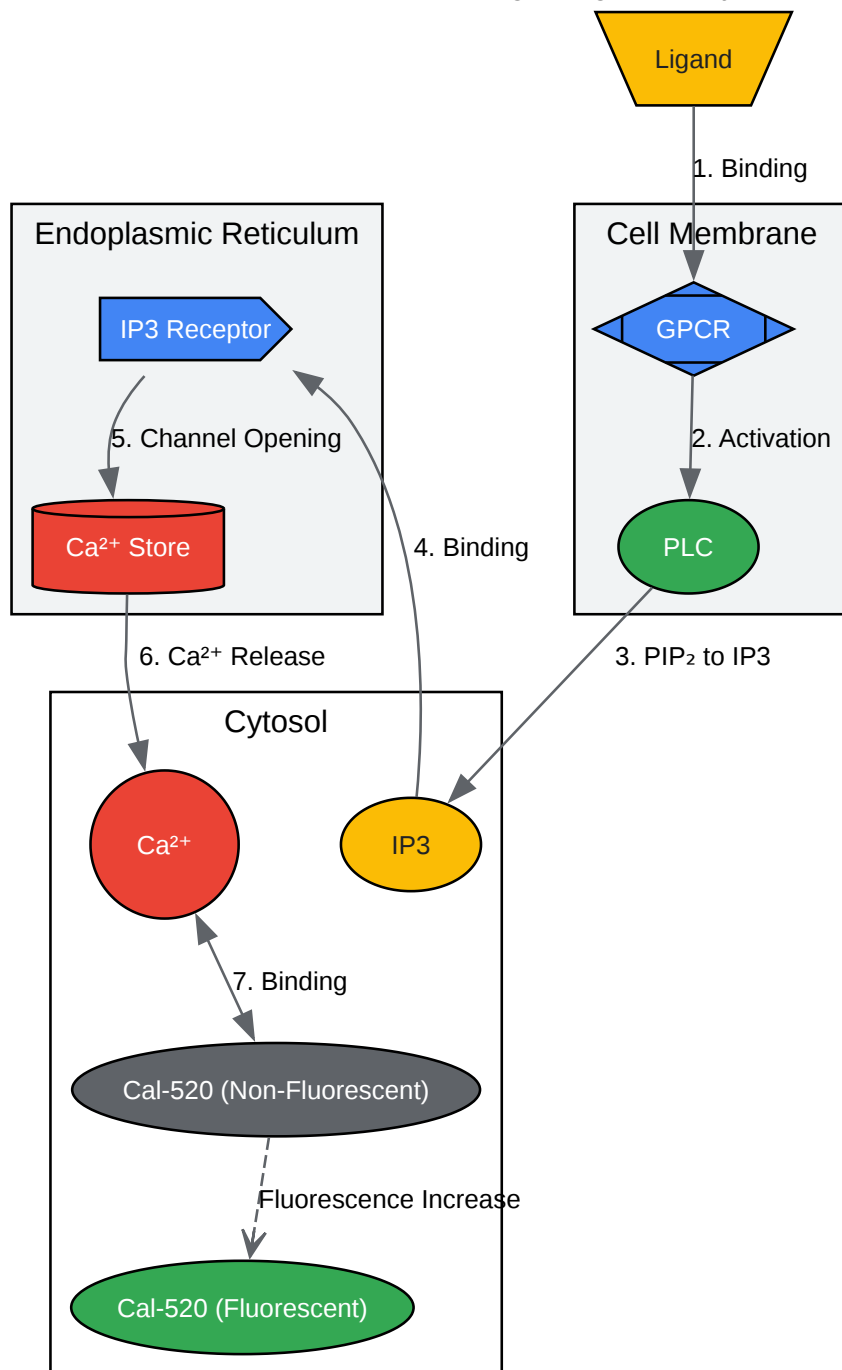 Ligand
1. Binding
Endoplasmic Reticulum
Cell Membrane
IP3 Receptor
GPCR
5. Channel Opening
2. Activation
4. Binding
Ca²⁺ Store
PLC
6. Ca²⁺ Release
3. PIP₂ to IP3
Cytosol
Ca²⁺
IP3
7. Binding
Cal-520 (Non-Fluorescent)
Fluorescence Increase
Cal-520 (Fluorescent)